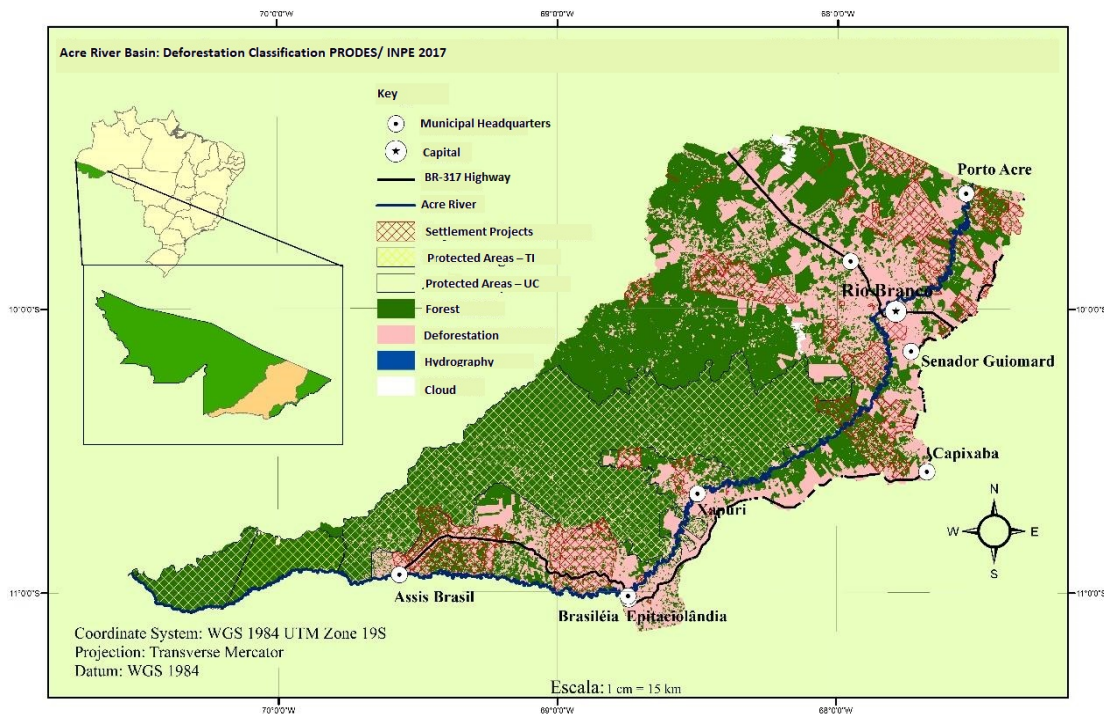 70°0'0"W 69°0'0"W 68°0'0"W
Acre River Basin: Deforestation Classification PRODES/ INPE 2017
Key
Municipal Headquarters
Capital
BR-317 Highway
Acre River
Settlement Projects
Protected Areas – TI
Protected Areas – UC
Forest
Deforestation
Hydrography
Cloud
Porto Acre
Rio Branco
10°0'0"S 10°0'0"S
Senador Guiomard
Capixaba
Xapuri
N
W E
S
11°0'0"S 11°0'0"S
Assis Brasil
Brasiléia Epitaciolândia
Coordinate System: WGS 1984 UTM Zone 19S
Projection: Transverse Mercator
Datum: WGS 1984
Escala: 1 cm = 15 km
70°0'0"W 69°0'0"W 68°0'0"W